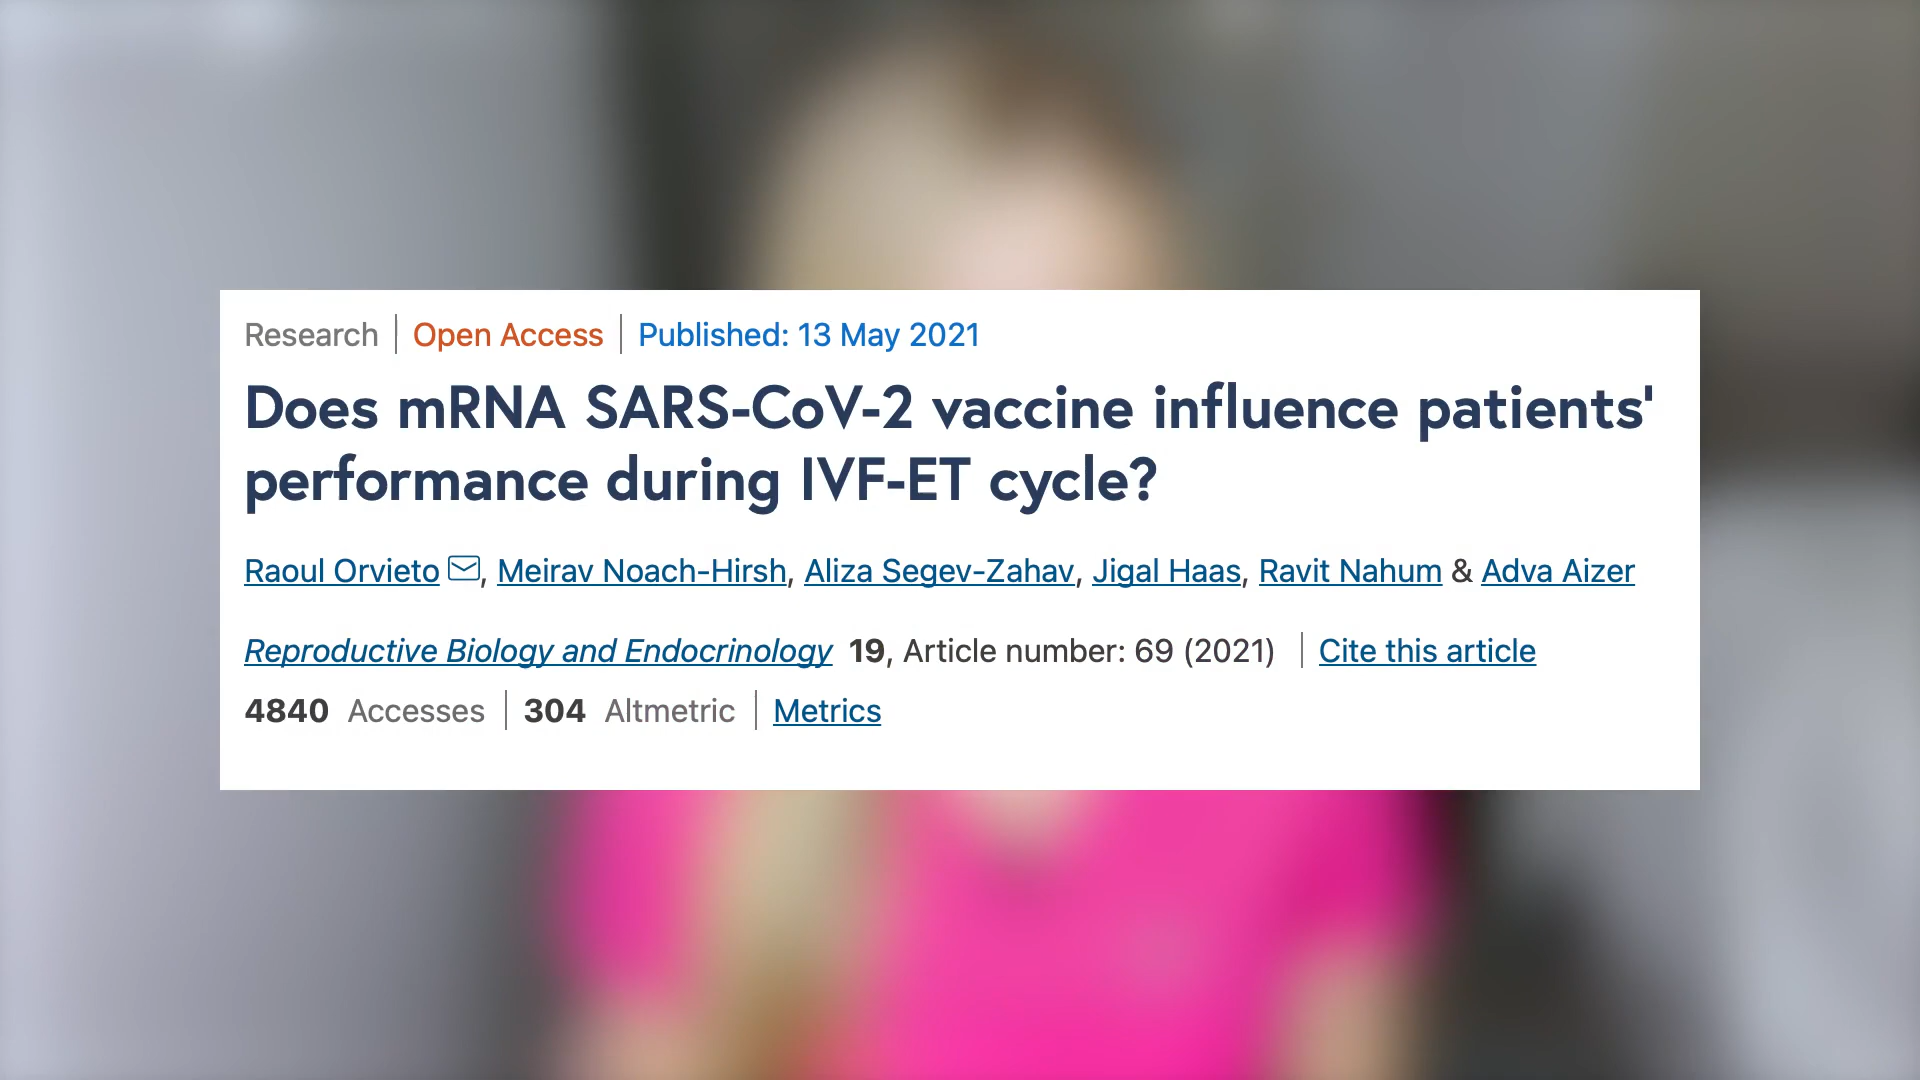 Research | Open Access | Published: 13 May 2021
Does mRNA SARS-CoV-2 vaccine influence patients'
performance during IVF-ET cycle?
Raoul Orvieto, Meirav Noach-Hirsh, Aliza Segev-Zahav, Jigal Haas, Ravit Nahum & Adva Aizer
Reproductive Biology and Endocrinology 19, Article number: 69 (2021) | Cite this article
4840 Accesses | 304 Altmetric | Metrics